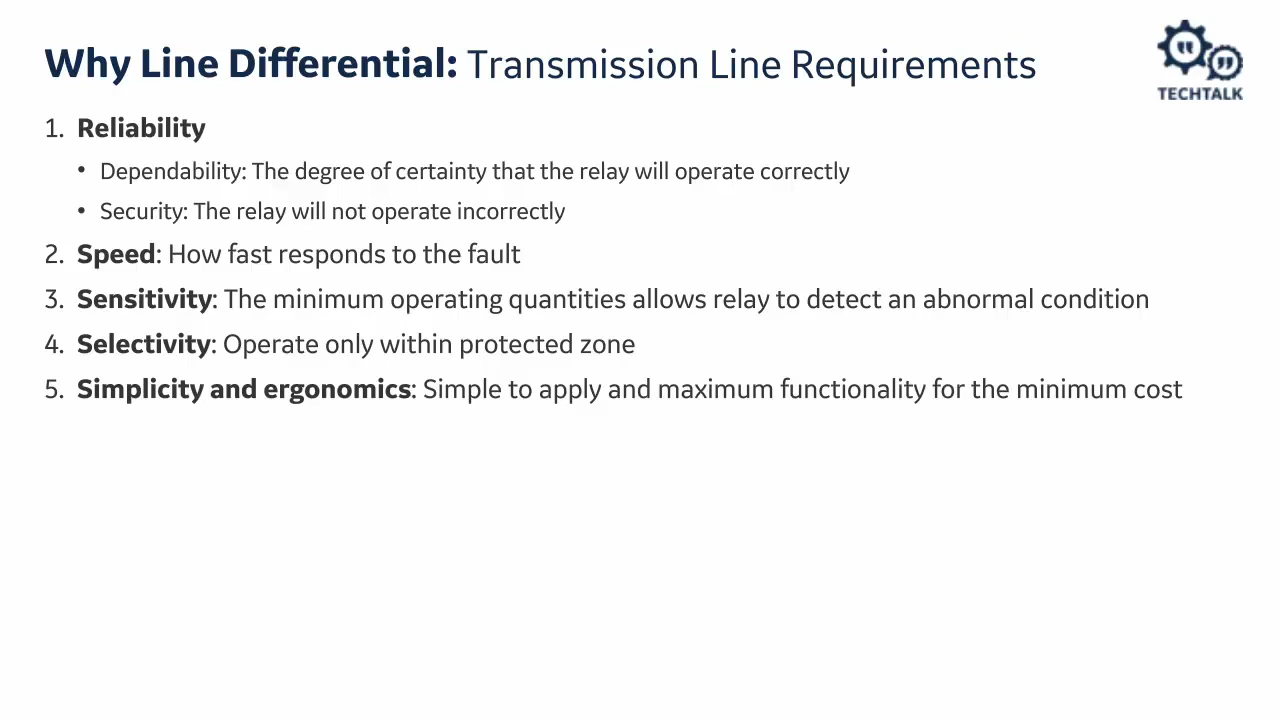 Why Line Differential: Transmission Line Requirements
TECHTALK
1. Reliability
• Dependability: The degree of certainty that the relay will operate correctly
• Security: The relay will not operate incorrectly
2. Speed: How fast responds to the fault
3. Sensitivity: The minimum operating quantities allows relay to detect an abnormal condition
4. Selectivity: Operate only within protected zone
5. Simplicity and ergonomics: Simple to apply and maximum functionality for the minimum cost